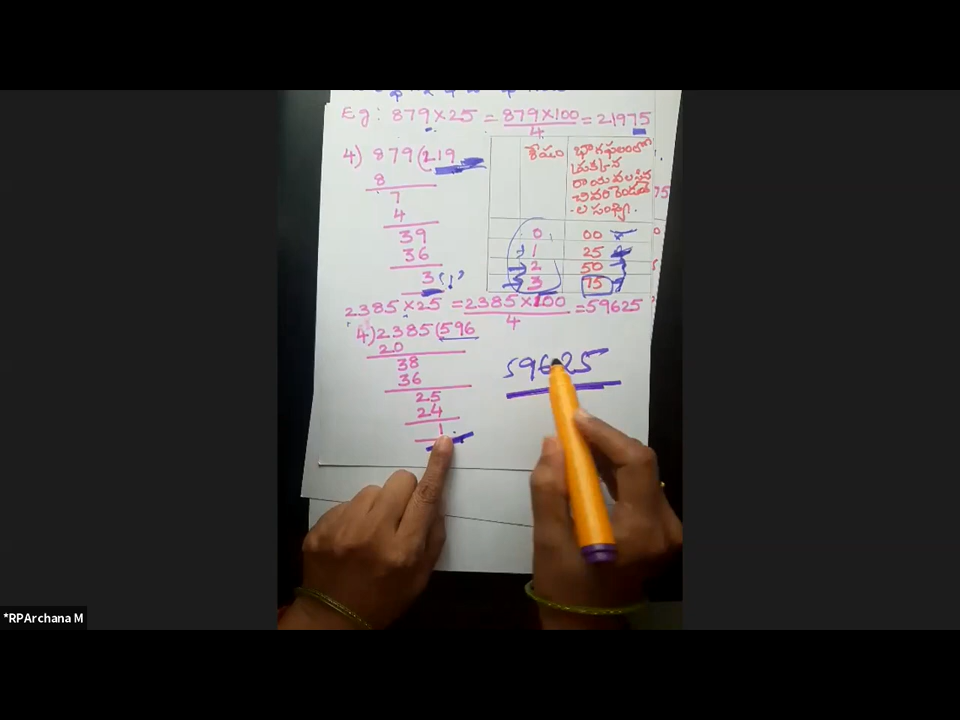 Eg: 879×25 = 879×100 = 21975
4
4) 879 (219
8
7
4
39
36
3
శేషం
భాగఫలంలో
రాయవలసిన
0 00
1 25
2 50
3 75
2385×25 = 2385×100 = 59625
4
4) 2385 (596
20
38
36
25
24
1
59625
*RPArchana M